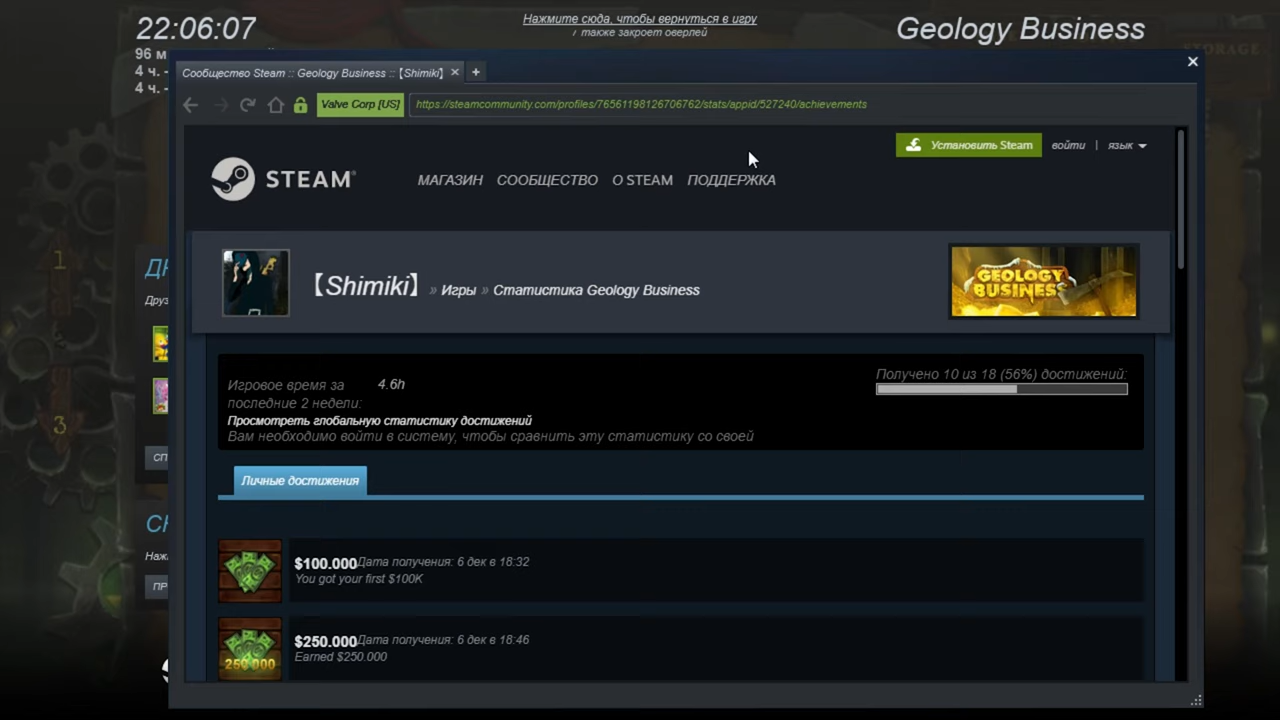 22:06:07
Нажмите сюда, чтобы вернуться в игру
также закроет оверлей
Geology Business
96 м
4 ч. -
4 ч. -
STORAGE
Сообщество Steam :: Geology Business :: 【Shimiki】
Valve Corp [US]
https://steamcommunity.com/profiles/76561198126706762/stats/appid/527240/achievements
Установить Steam
войти | язык
STEAM
МАГАЗИН СООБЩЕСТВО О STEAM ПОДДЕРЖКА
【Shimiki】 » Игры » Статистика Geology Business
GEOLOGY
BUSINESS
1
3
Игровое время за
последние 2 недели:
4.6h
Получено 10 из 18 (56%) достижений:
Просмотреть глобальную статистику достижений
Вам необходимо войти в систему, чтобы сравнить эту статистику со своей
Личные достижения
$100.000
Дата получения: 6 дек в 18:32
You got your first $100K
250 000
$250.000
Дата получения: 6 дек в 18:46
Earned $250.000